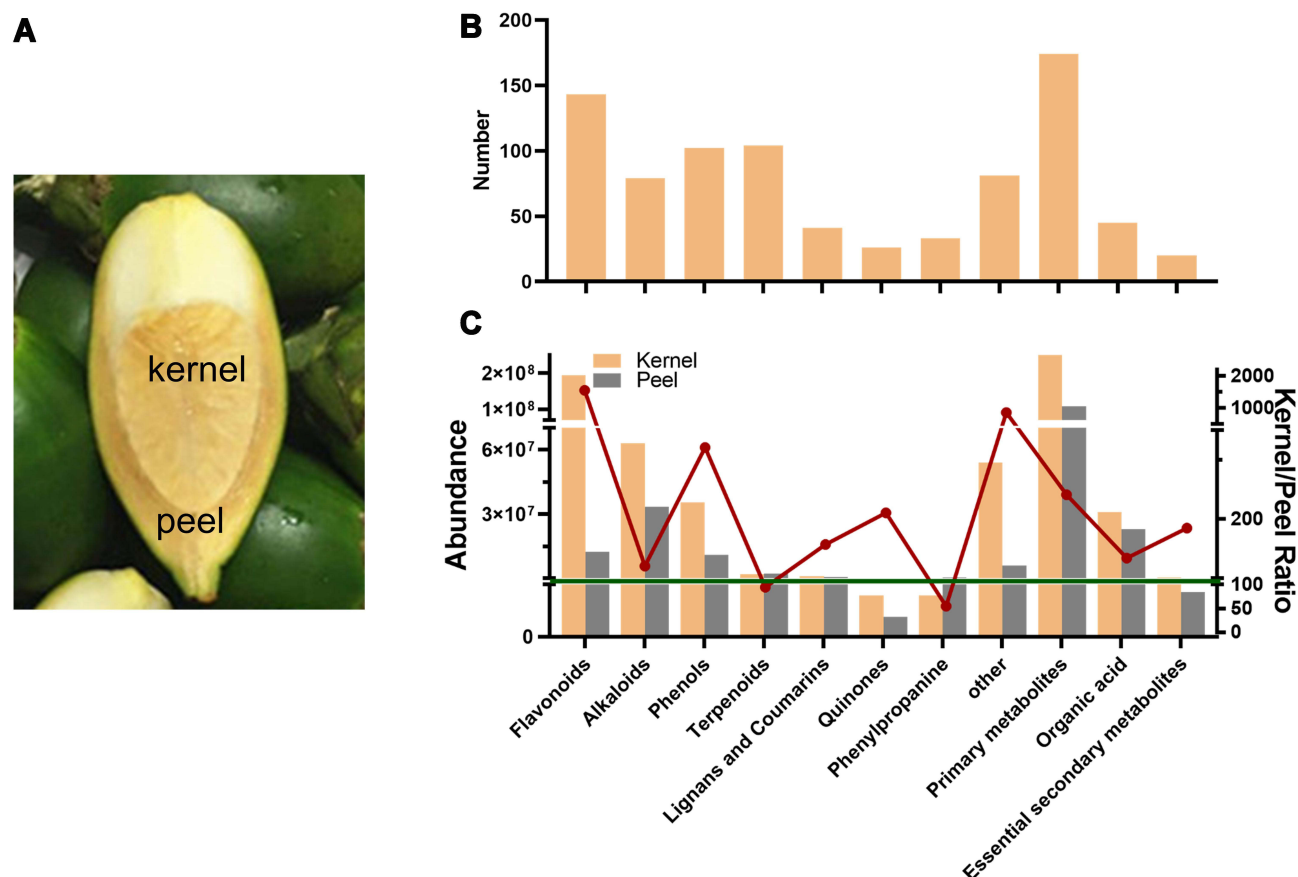 A
kernel
peel
B
Number
200
150
100
50
0
C
Kernel
Peel
Abundance
2×10⁸
1×10⁸
6×10⁷
3×10⁷
0
Kernel/Peel Ratio
2000
1000
200
100
50
0
Flavonoids
Alkaloids
Phenols
Terpenoids
Lignans and Coumarins
Quinones
Phenylpropanine
other
Primary metabolites
Organic acid
Essential secondary metabolites